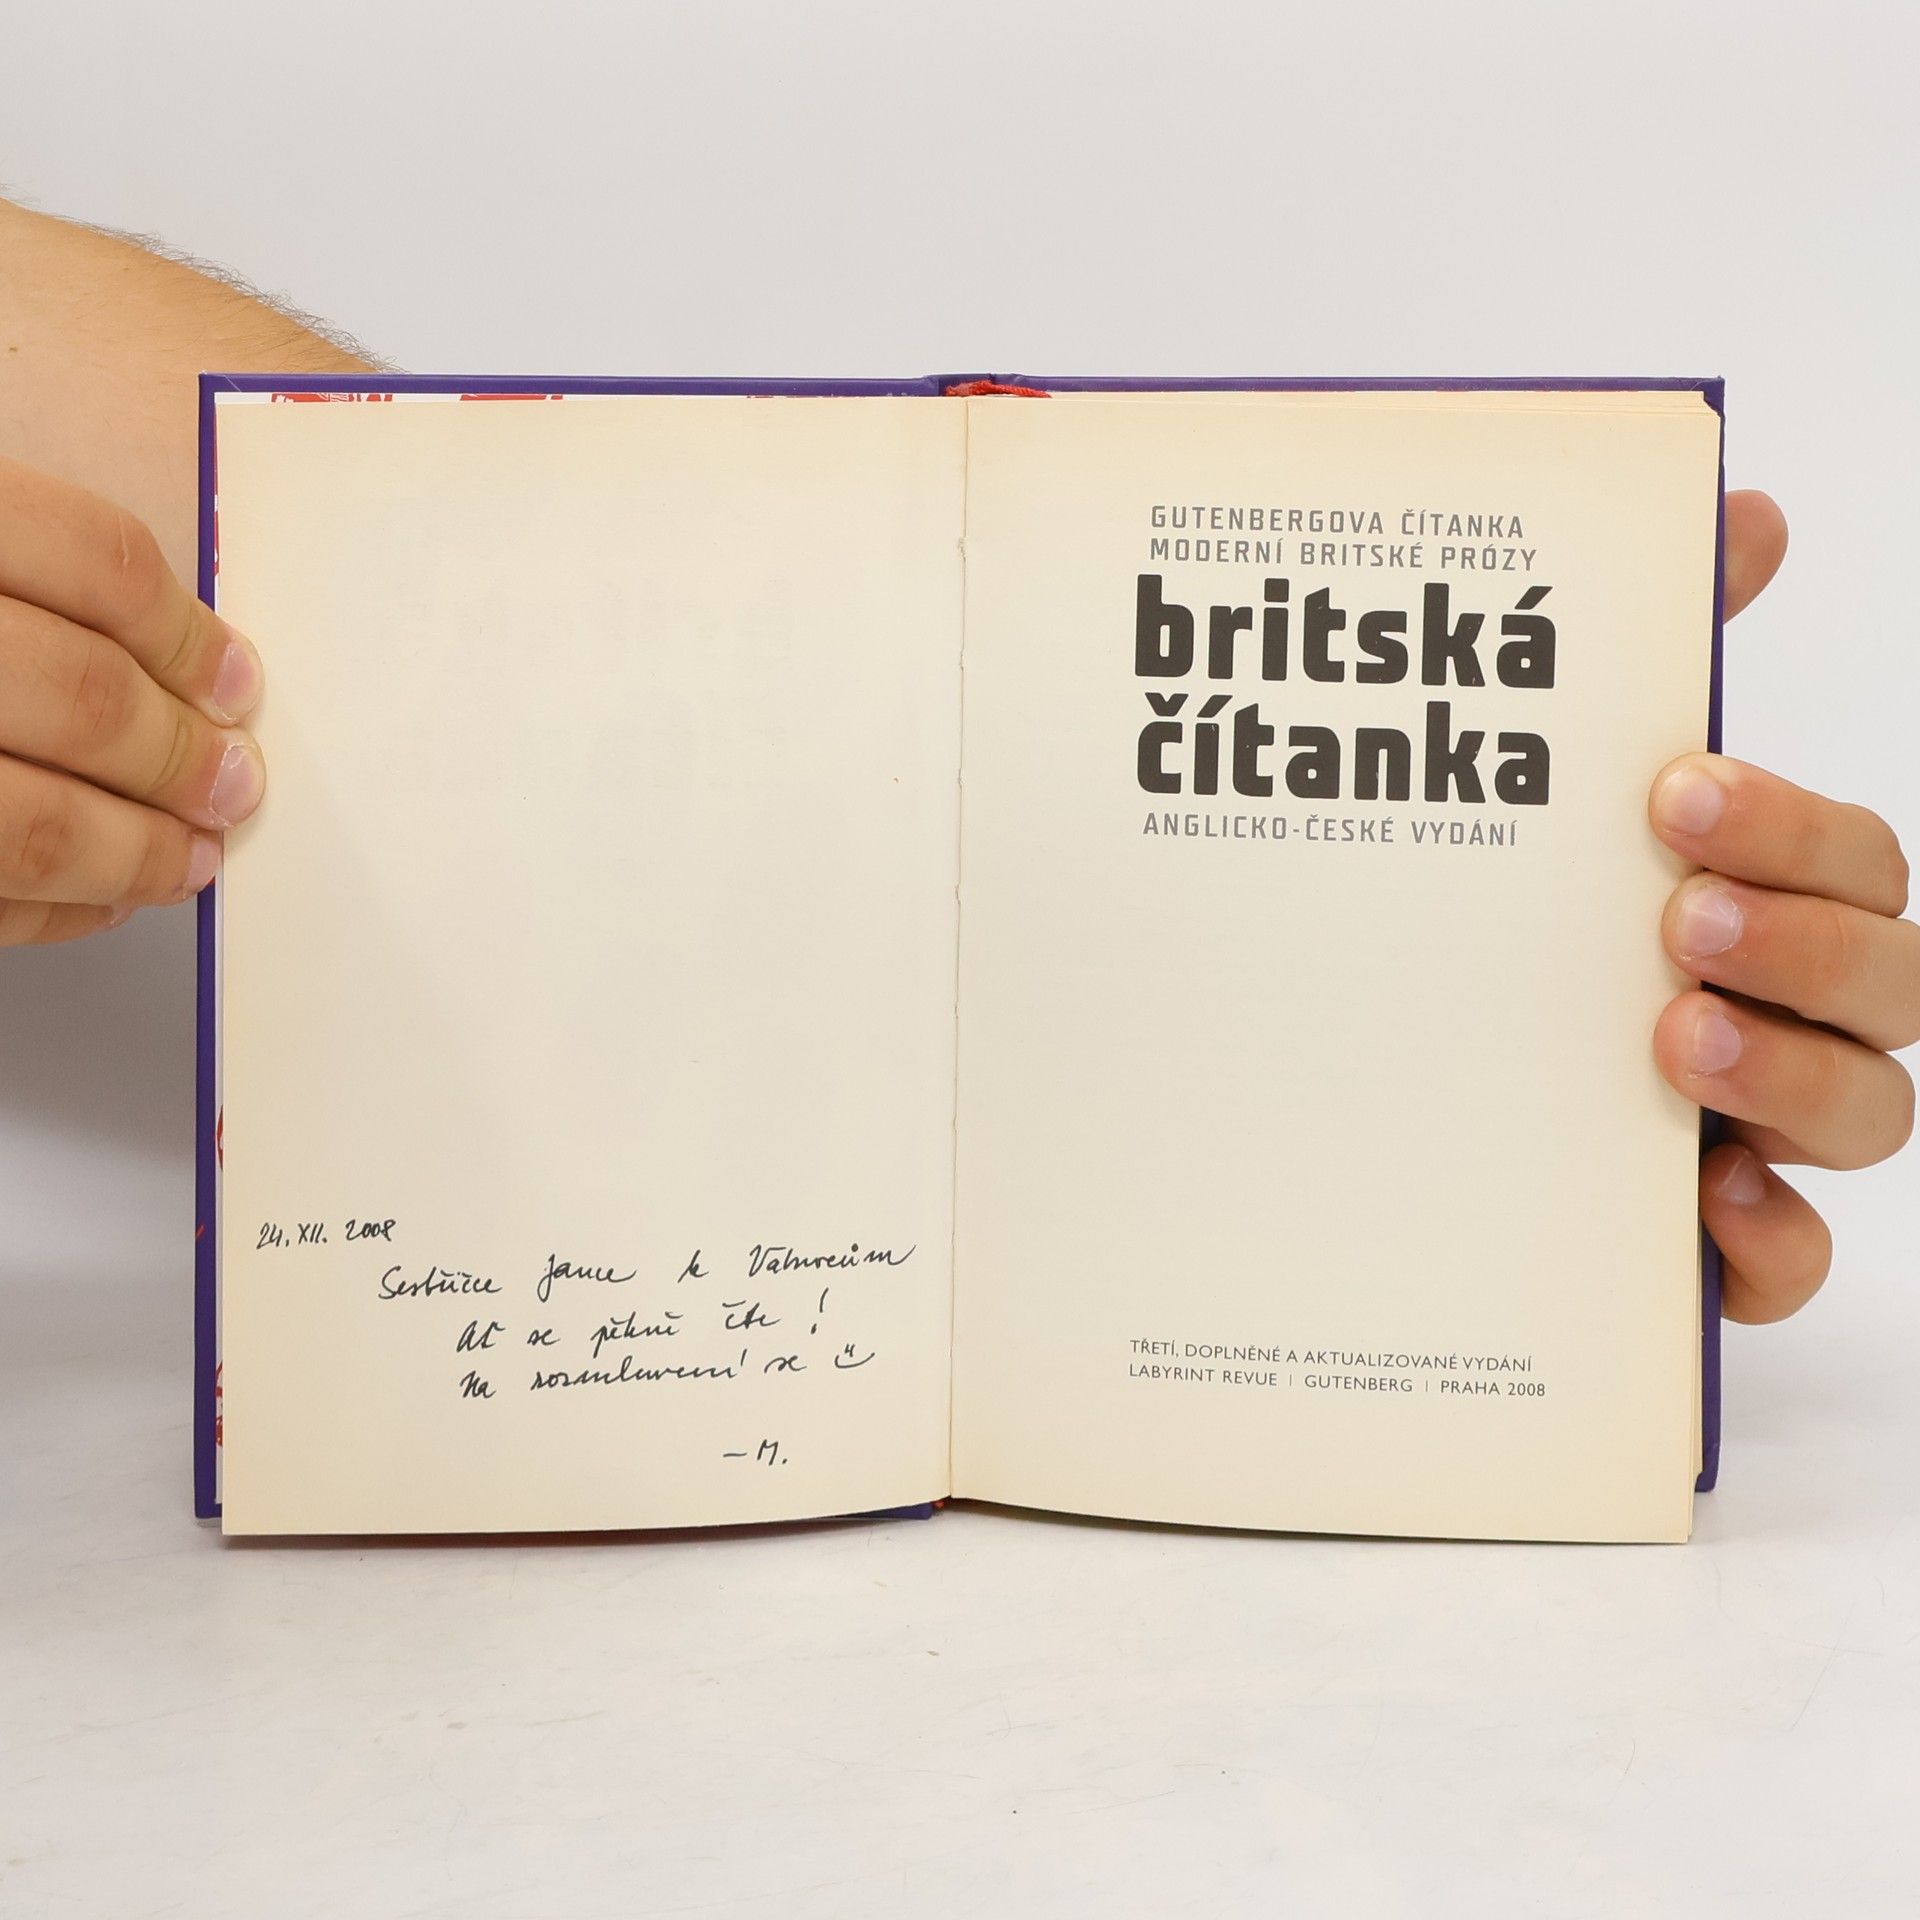 24. XII. 2008
Sestřičce Jance k Vánocům
Ať se pěkně čte!
Na rozmluvení se
– M.
GUTENBERGOVA ČÍTANKA
MODERNÍ BRITSKÉ PRÓZY
britská
čítanka
ANGLICKO-ČESKÉ VYDÁNÍ
TŘETÍ, DOPLNĚNÉ A AKTUALIZOVANÉ VYDÁNÍ
LABYRINT REVUE | GUTENBERG | PRAHA 2008